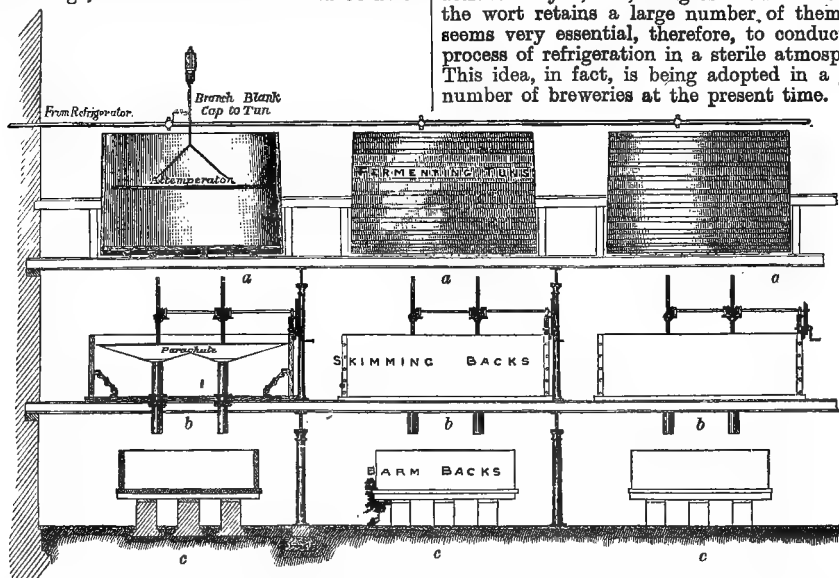 the wort retains a large number of them
seems very essential, therefore, to conduc
process of refrigeration in a sterile atmosp
This idea, in fact, is being adopted in a
number of breweries at the present time.
From Refrigerator.
Branch Blank
Cap to Tun
Attemperator
FERMENTING TUNS
a
a
a
Parachute
SKIMMING BACKS
b
b
b
BARM BACKS
c
c
c